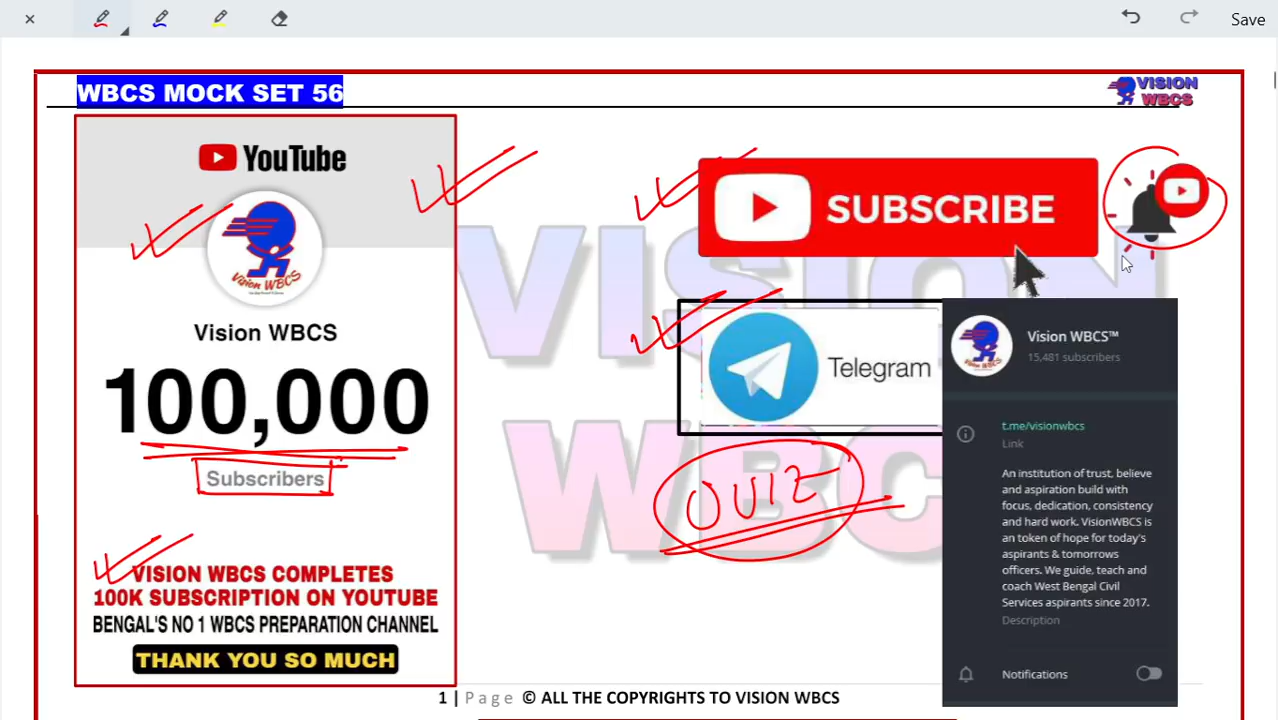 Save
WBCS MOCK SET 56
VISION
WBCS
YouTube
Vision WBCS
Vision WBCS
100,000
Subscribers
VISION WBCS COMPLETES
100K SUBSCRIPTION ON YOUTUBE
BENGAL'S NO 1 WBCS PREPARATION CHANNEL
THANK YOU SO MUCH
SUBSCRIBE
VISION
WBCS
Telegram
QUIZ
Vision WBCS™
15,481 subscribers
t.me/visionwbcs
Link
An institution of trust, believe
and aspiration build with
focus, dedication, consistency
and hard work. VisionWBCS is
an token of hope for today's
aspirants & tomorrows
officers. We guide, teach and
coach West Bengal Civil
Services aspirants since 2017.
Description
Notifications
1 | Page © ALL THE COPYRIGHTS TO VISION WBCS